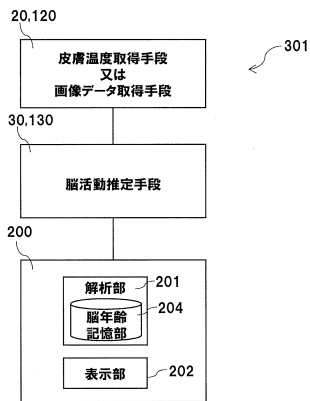 20,120
皮膚温度取得手段
又は
画像データ取得手段
301
30,130
脳活動推定手段
200
解析部
201
脳年齢
記憶部
204
表示部
202